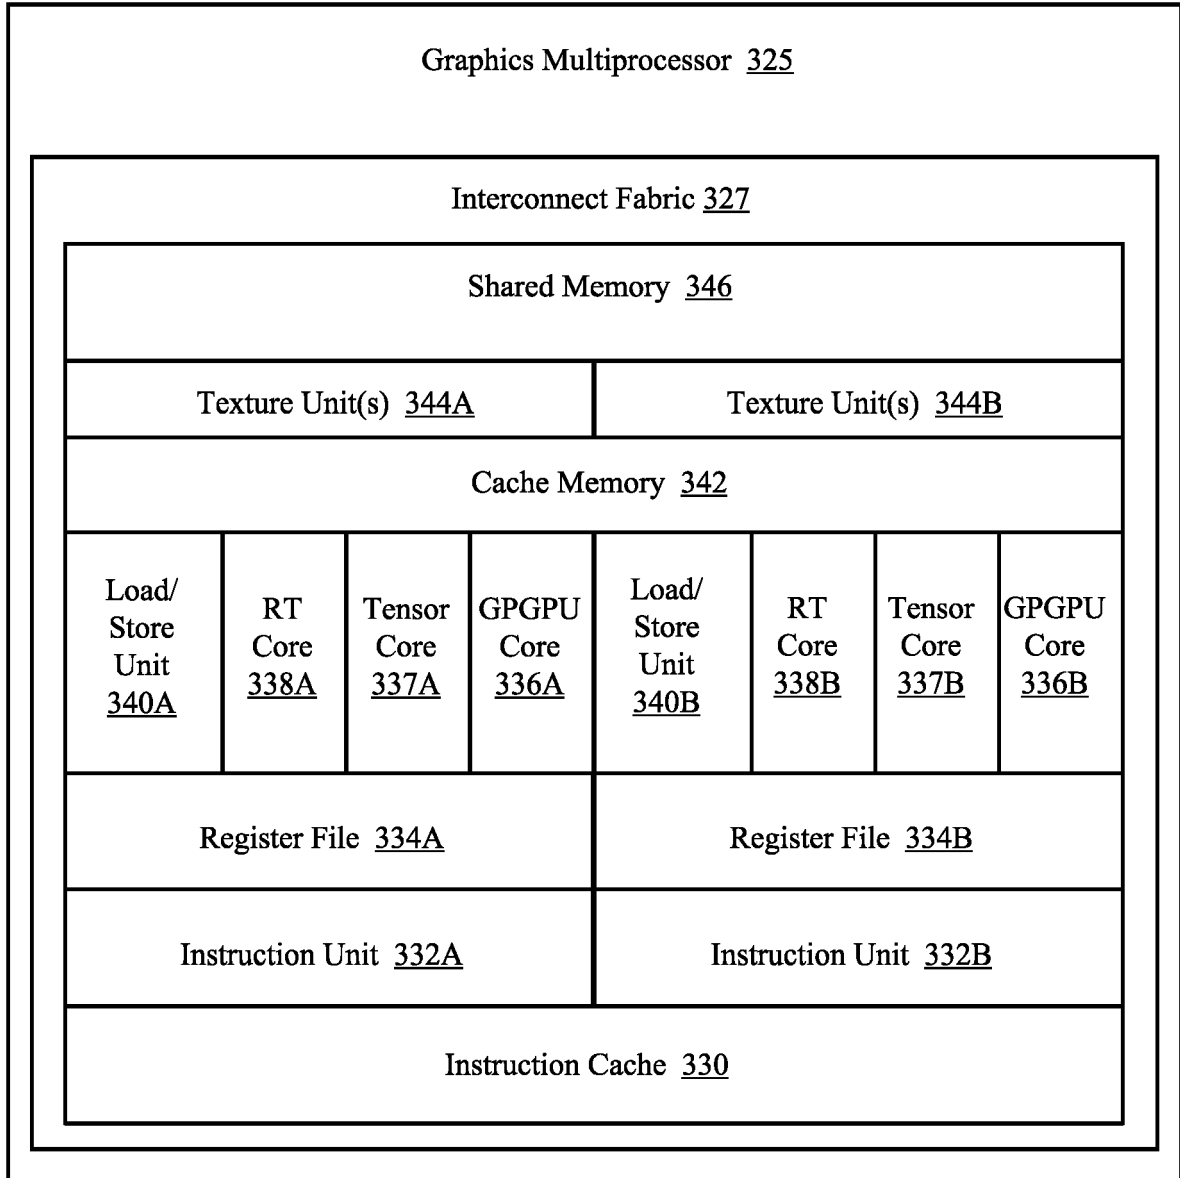 Graphics Multiprocessor 325
Interconnect Fabric 327
Shared Memory 346
Texture Unit(s) 344A
Texture Unit(s) 344B
Cache Memory 342
Load/
Store
Unit
340A
RT
Core
338A
Tensor
Core
337A
GPGPU
Core
336A
Load/
Store
Unit
340B
RT
Core
338B
Tensor
Core
337B
GPGPU
Core
336B
Register File 334A
Register File 334B
Instruction Unit 332A
Instruction Unit 332B
Instruction Cache 330